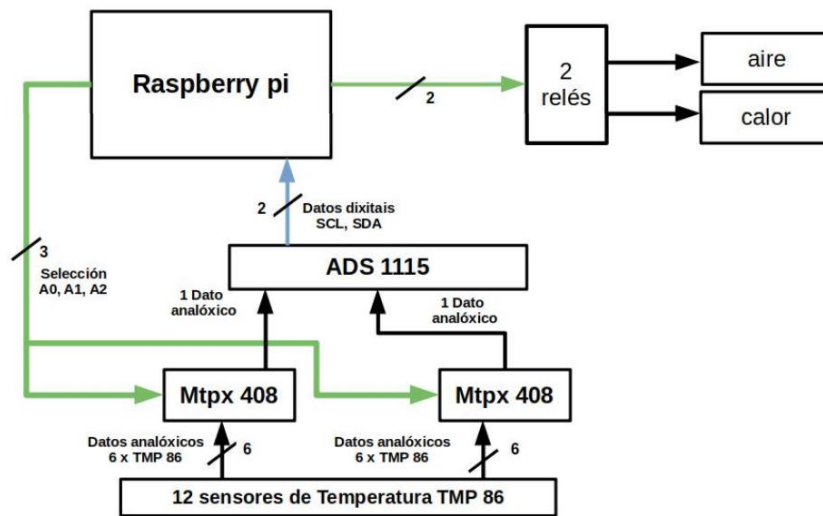 Raspberry pi
2
2
relés
aire
calor
2
Datos dixitais
SCL, SDA
3
Selección
A0, A1, A2
ADS 1115
1 Dato
analóxico
1 Dato
analóxico
Mtpx 408
Mtpx 408
Datos analóxicos
6 x TMP 86
6
Datos analóxicos
6 x TMP 86
6
12 sensores de Temperatura TMP 86